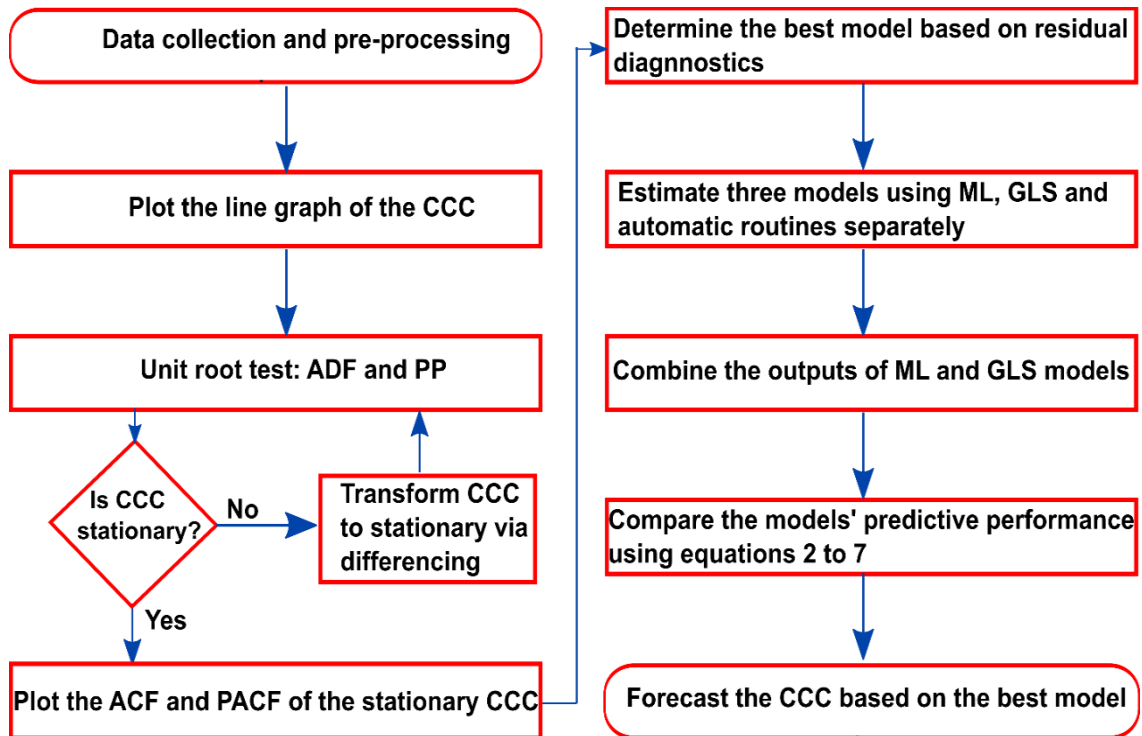 Data collection and pre-processing
Plot the line graph of the CCC
Unit root test: ADF and PP
Is CCC
stationary?
No
Transform CCC
to stationary via
differencing
Yes
Plot the ACF and PACF of the stationary CCC
Determine the best model based on residual
diagnnostics
Estimate three models using ML, GLS and
automatic routines separately
Combine the outputs of ML and GLS models
Compare the models' predictive performance
using equations 2 to 7
Forecast the CCC based on the best model